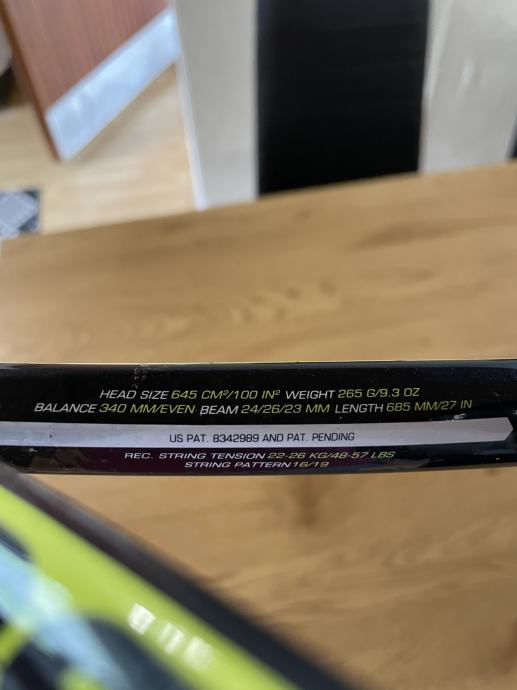 HEAD SIZE 645 CM²/100 IN² WEIGHT 265 G/9.3 OZ
BALANCE 340 MM/EVEN BEAM 24/26/23 MM LENGTH 685 MM/27 IN
US PAT. 8342989 AND PAT. PENDING
REC. STRING TENSION 22-26 KG/48-57 LBS
STRING PATTERN 16/19